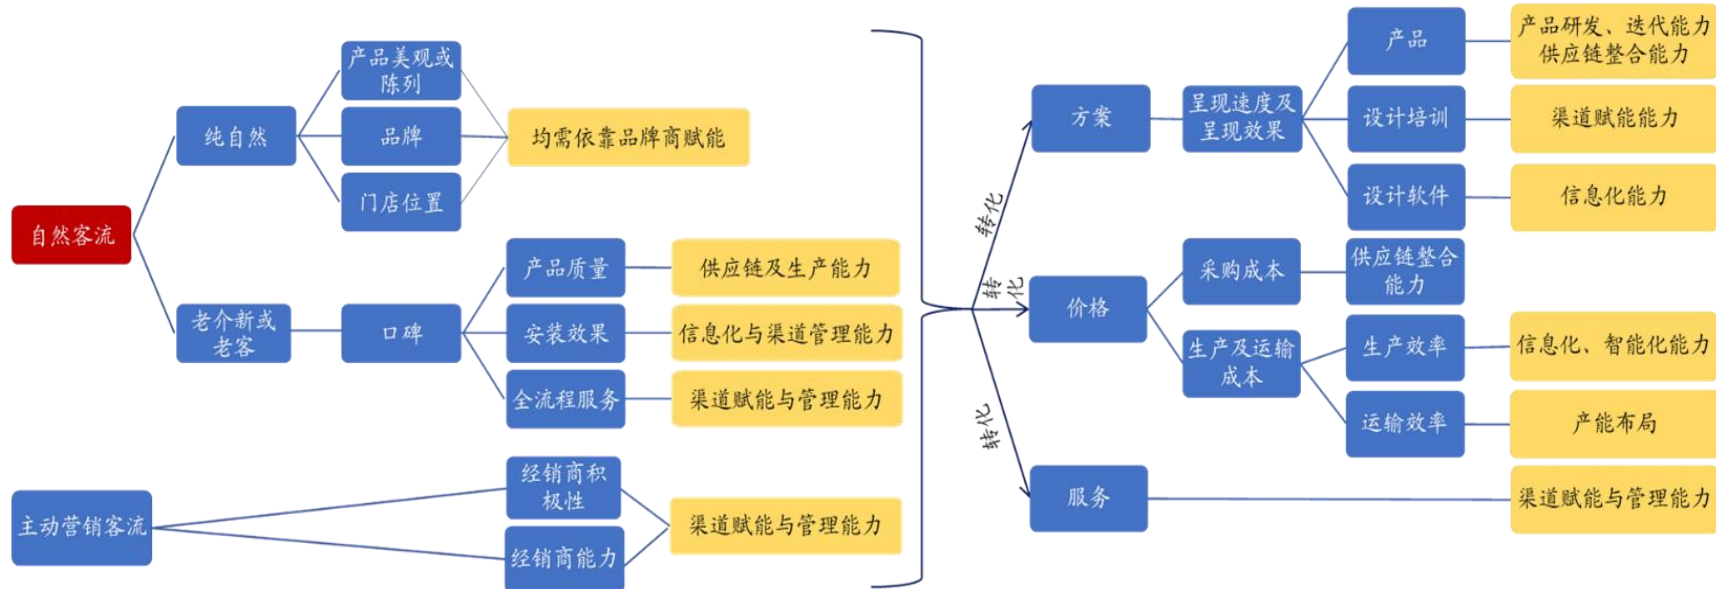 自然客流
纯自然
产品美观或
陈列
品牌
门店位置
均需依靠品牌商赋能
老介新或
老客
口碑
产品质量
供应链及生产能力
安装效果
信息化与渠道管理能力
全流程服务
渠道赋能与管理能力
主动营销客流
经销商积
极性
经销商能力
渠道赋能与管理能力
转化
方案
呈现速度及
呈现效果
产品
产品研发、迭代能力
供应链整合能力
设计培训
渠道赋能能力
设计软件
信息化能力
转化
价格
采购成本
供应链整合
能力
生产及运输
成本
生产效率
信息化、智能化能力
运输效率
产能布局
转化
服务
渠道赋能与管理能力